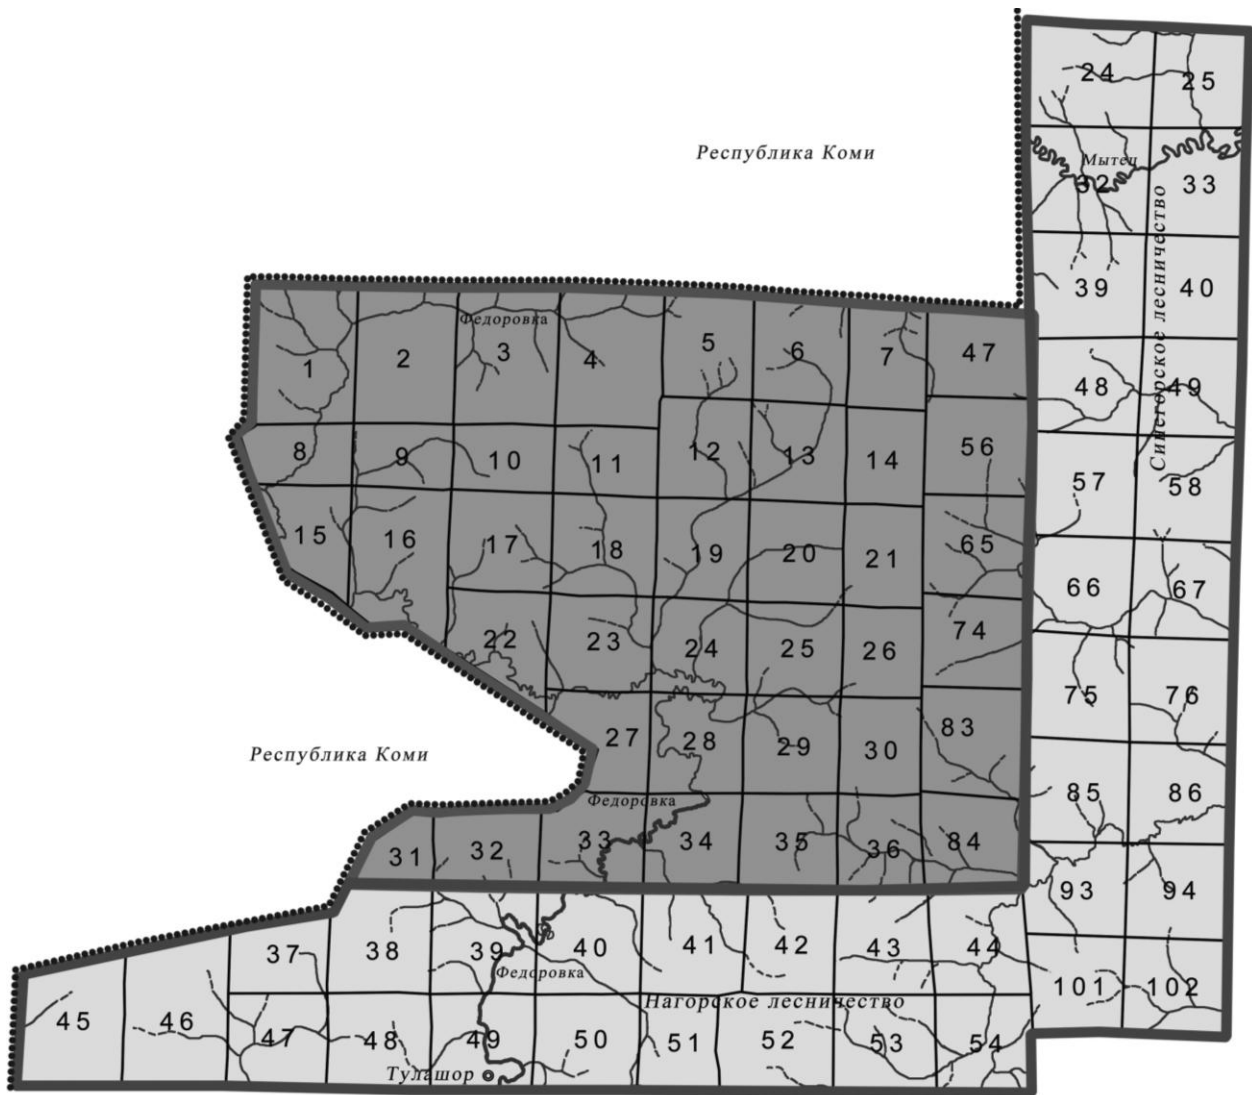 24 25
Республика Коми
Мытец
32 33
Синегорское лесничество
39 40
Федоровка
1 2 3 4 5 6 7 47
48 49
8 9 10 11 12 13 14 56
57 58
15 16 17 18 19 20 21 65
66 67
22 23 24 25 26 74
75 76
27 28 29 30 83
Республика Коми
Федоровка
85 86
31 32 33 34 35 36 84
93 94
37 38 39 40 41 42 43 44
Федоровка
101 102
Нагорское лесничество
45 46 47 48 49 50 51 52 53 54
Тулашор